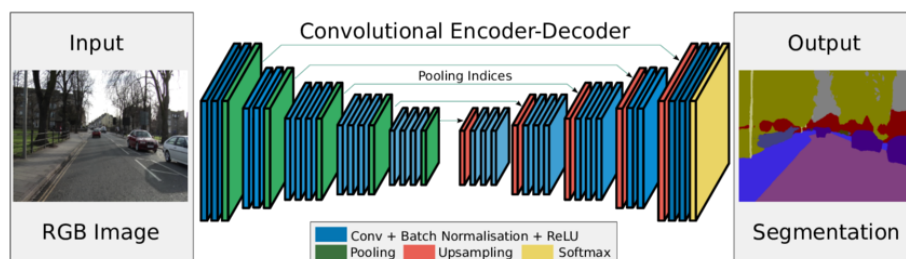 Input
Convolutional Encoder-Decoder
Output
Pooling Indices
RGB Image
Segmentation
Conv + Batch Normalisation + ReLU
Pooling Upsampling Softmax